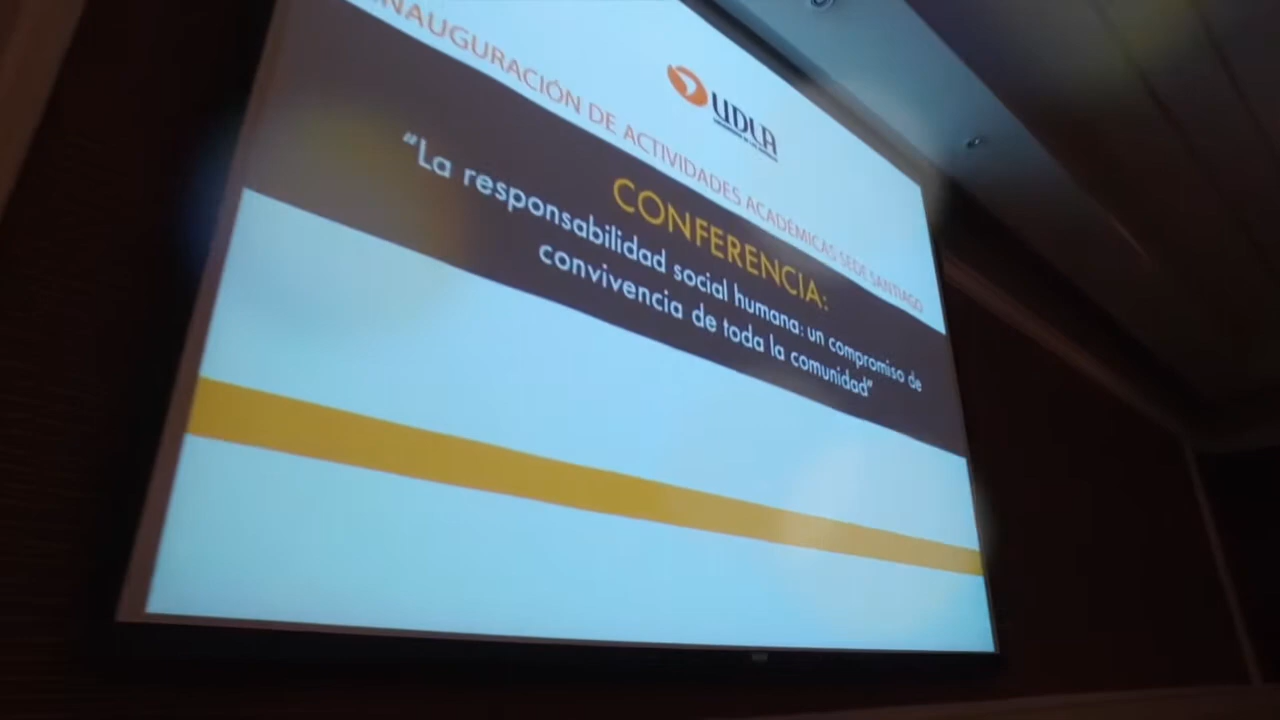 UDLA
INAUGURACIÓN DE ACTIVIDADES ACADÉMICAS SEDE SANTIAGO
CONFERENCIA:
“La responsabilidad social humana: un compromiso de
convivencia de toda la comunidad”